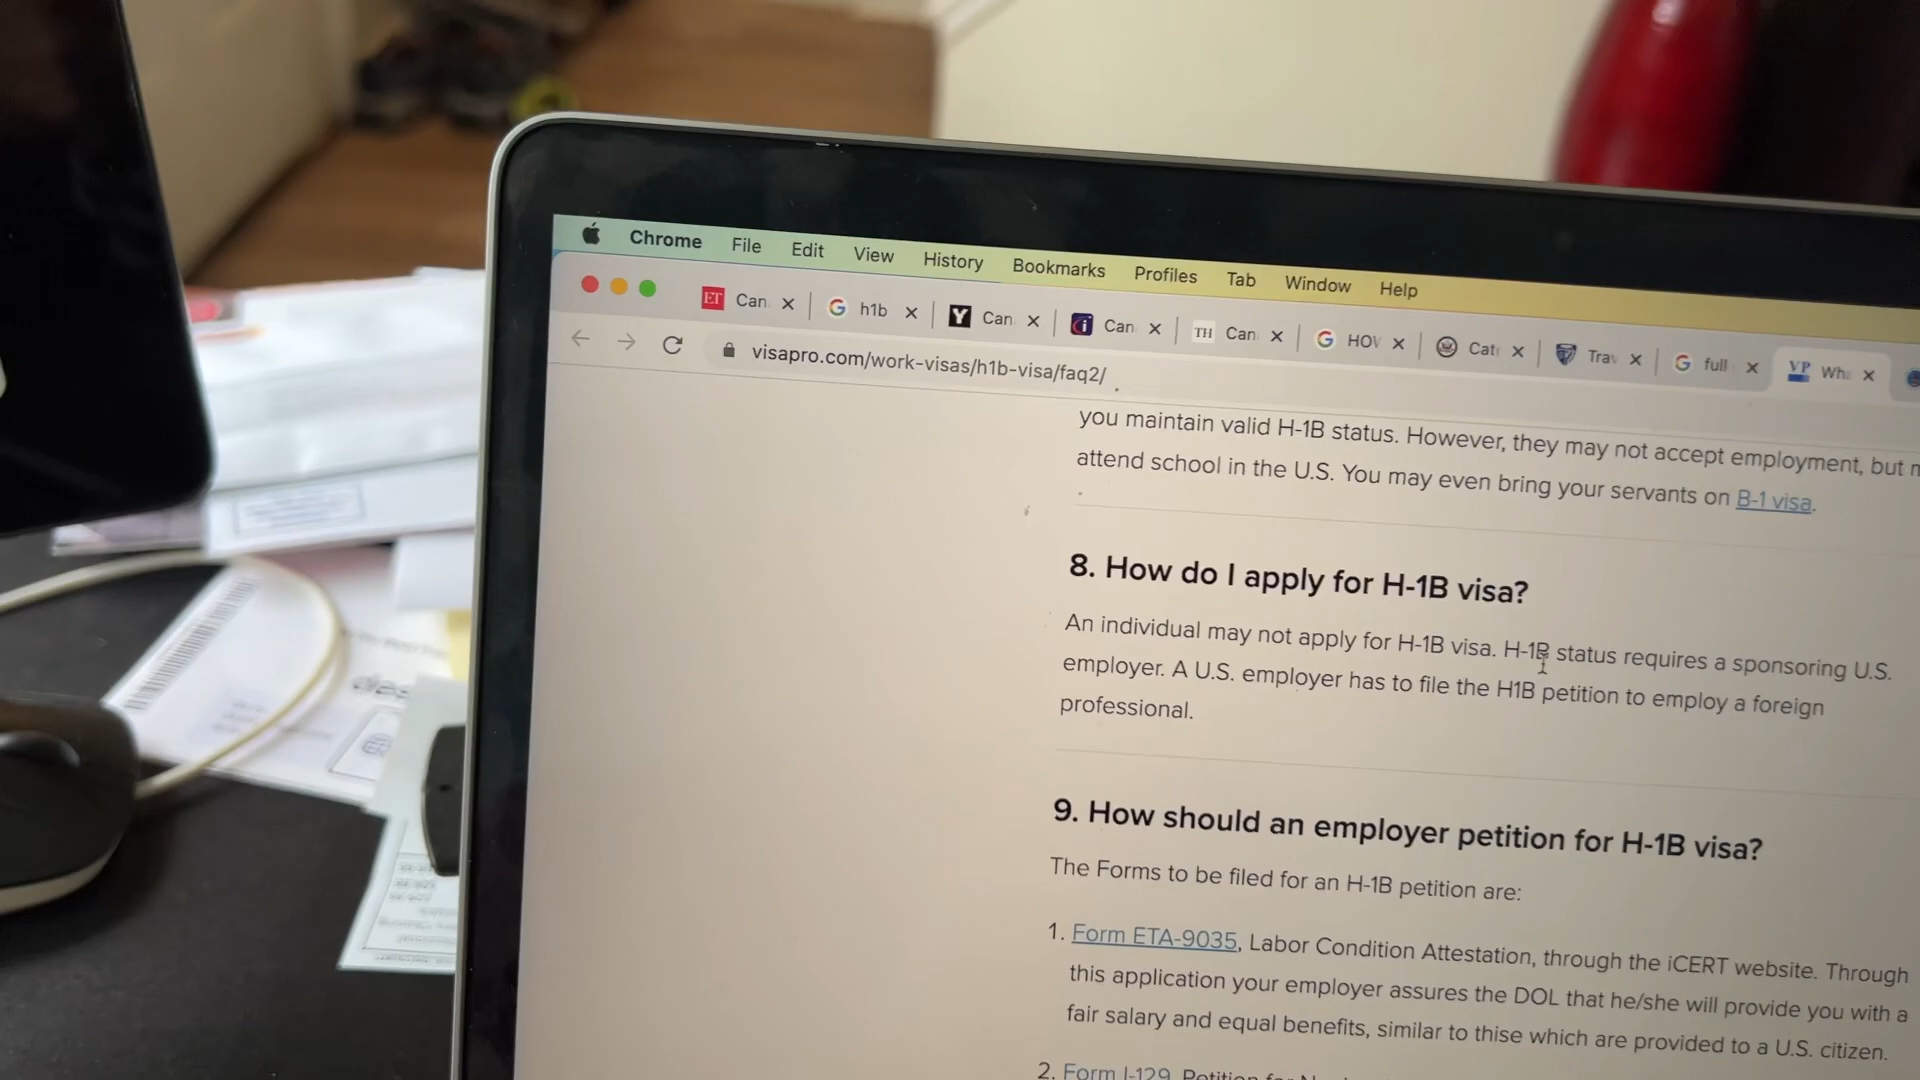 Chrome File Edit View History Bookmarks Profiles Tab Window Help
ET Can h1b Y Can i Can TH Can HOV Cat Trav full VP Wh
visapro.com/work-visas/h1b-visa/faq2/
you maintain valid H-1B status. However, they may not accept employment, but
attend school in the U.S. You may even bring your servants on B-1 visa.
8. How do I apply for H-1B visa?
An individual may not apply for H-1B visa. H-1B status requires a sponsoring U.S.
employer. A U.S. employer has to file the H1B petition to employ a foreign
professional.
9. How should an employer petition for H-1B visa?
The Forms to be filed for an H-1B petition are:
1. Form ETA-9035, Labor Condition Attestation, through the iCERT website. Through
this application your employer assures the DOL that he/she will provide you with a
fair salary and equal benefits, similar to thise which are provided to a U.S. citizen.
2. Form I-129, Petition for
des